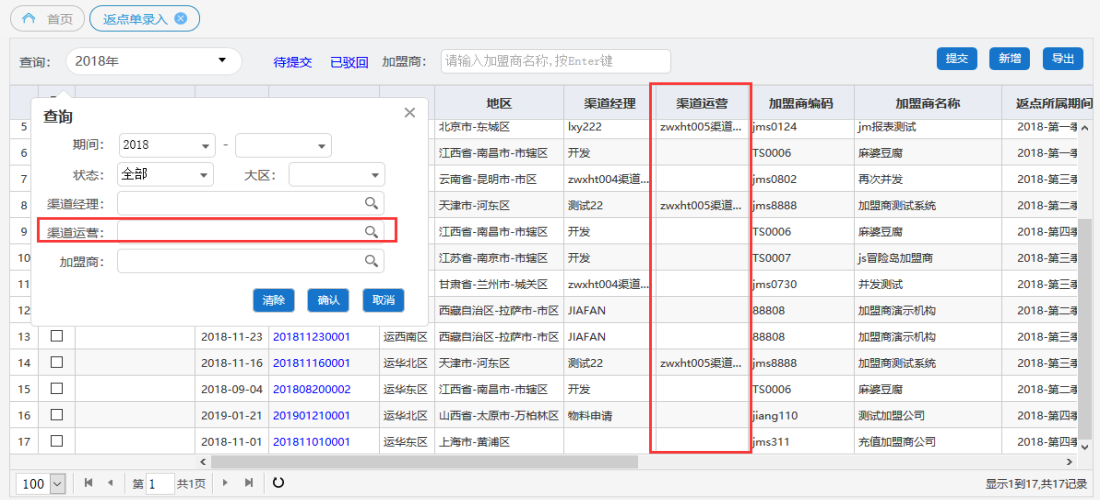 首页 返点单录入
查询: 2018年 待提交 已驳回 加盟商: 请输入加盟商名称,按Enter键 提交 新增 导出
地区 渠道经理 渠道运营 加盟商编码 加盟商名称 返点所属期间
查询
期间: 2018 -
状态: 全部 大区:
渠道经理:
渠道运营:
加盟商:
清除 确认 取消
5 北京市-东城区 lxy222 zwxht005渠道... jms0124 jm报表测试 2018-第一季
6 江西省-南昌市-市辖区 开发 TS0006 麻婆豆腐 2018-第一季
7 云南省-昆明市-市区 zwxht004渠道... jms0802 再次并发 2018-第三季
8 天津市-河东区 测试22 zwxht005渠道... jms8888 加盟商测试系统 2018-第二季
9 江西省-南昌市-市辖区 开发 TS0006 麻婆豆腐 2018-第四季
10 江苏省-南京市-市辖区 开发 TS0007 js冒险岛加盟商 2018-第四季
11 甘肃省-兰州市-城关区 zwxht004渠道... jms0730 并发测试 2018-第三季
12 西藏自治区-拉萨市-市区 JIAFAN 88808 加盟商演示机构 2018-第二季
13 2018-11-23 201811230001 运西南区 西藏自治区-拉萨市-市区 JIAFAN 88808 加盟商演示机构 2018-第三季
14 2018-11-16 201811160001 运华北区 天津市-河东区 测试22 zwxht005渠道... jms8888 加盟商测试系统 2018-第三季
15 2018-09-04 201808200002 运华东区 江西省-南昌市-市辖区 开发 TS0006 麻婆豆腐 2018-第二季
16 2019-01-21 201901210001 运华北区 山西省-太原市-万柏林区 物料申请 jiang110 测试加盟公司 2018-第四季
17 2018-11-01 201811010001 运华东区 上海市-黄浦区 jms311 充值加盟商公司 2018-第四季
100 第 1 共1页 显示1到17,共17记录